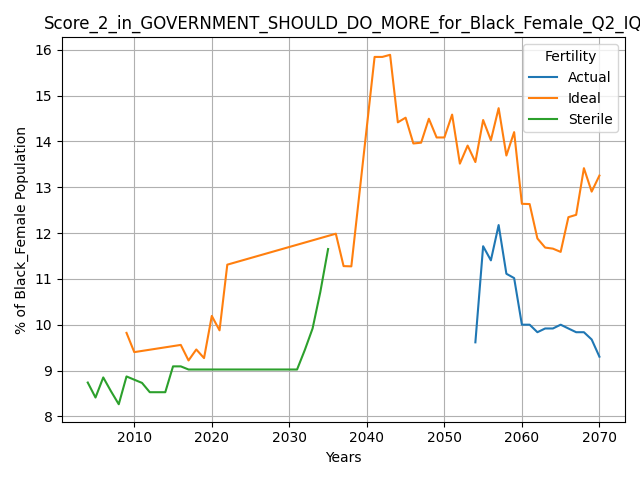 Score_2_in_GOVERNMENT_SHOULD_DO_MORE_for_Black_Female_Q2_IQ
Fertility
Actual
Ideal
Sterile
% of Black_Female Population
16
15
14
13
12
11
10
9
8
2010 2020 2030 2040 2050 2060 2070
Years